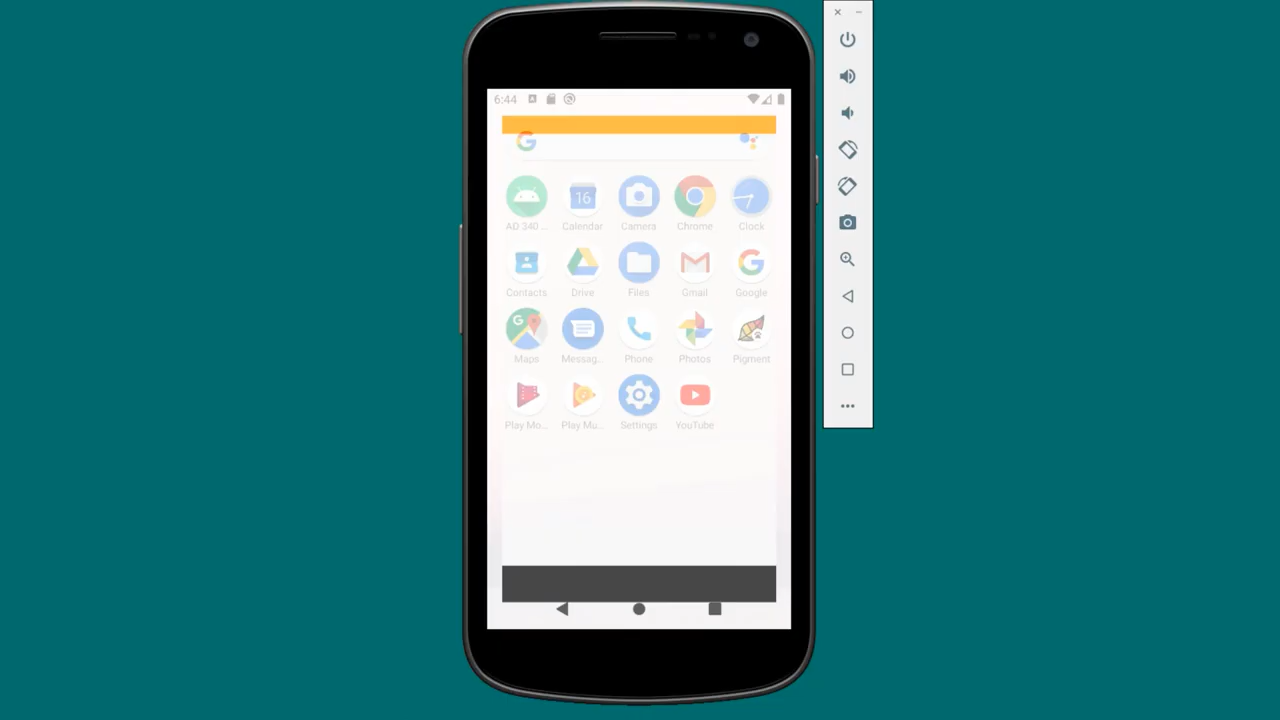 6:44
AD 340 ...
Calendar
16
Camera
Chrome
Clock
Contacts
Drive
Files
Gmail
Google
Maps
Messag...
Phone
Photos
Pigment
Play Mo...
Play Mu...
Settings
YouTube